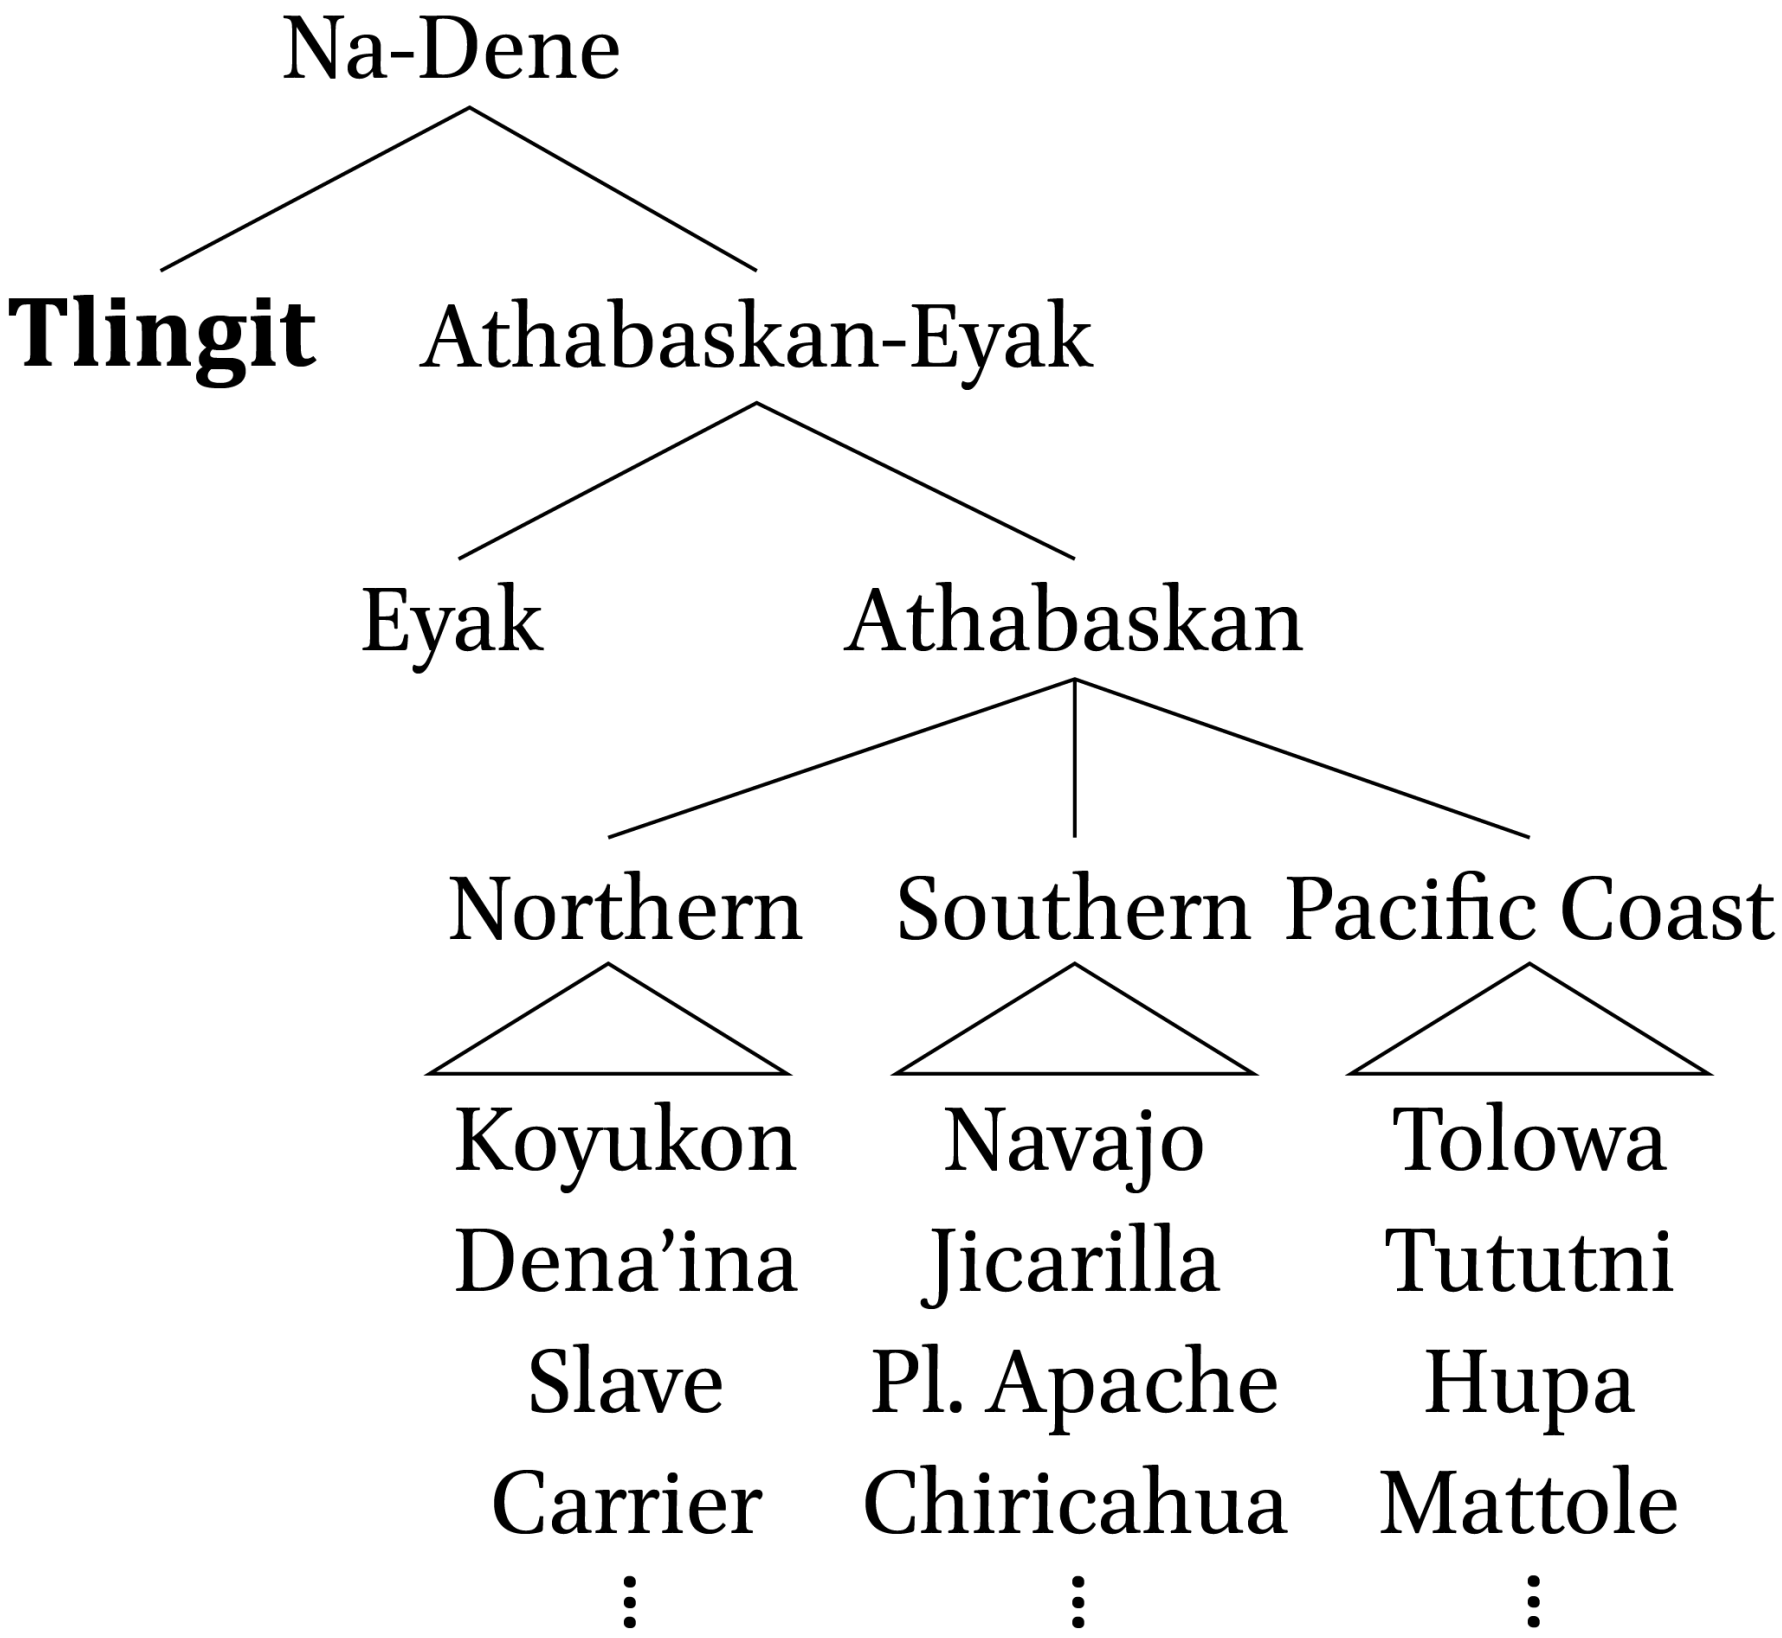 Na-Dene
Tlingit Athabaskan-Eyak
Eyak Athabaskan
Northern Southern Pacific Coast
Koyukon Navajo Tolowa
Dena’ina Jicarilla Tututni
Slave Pl. Apache Hupa
Carrier Chiricahua Mattole
⋮ ⋮ ⋮